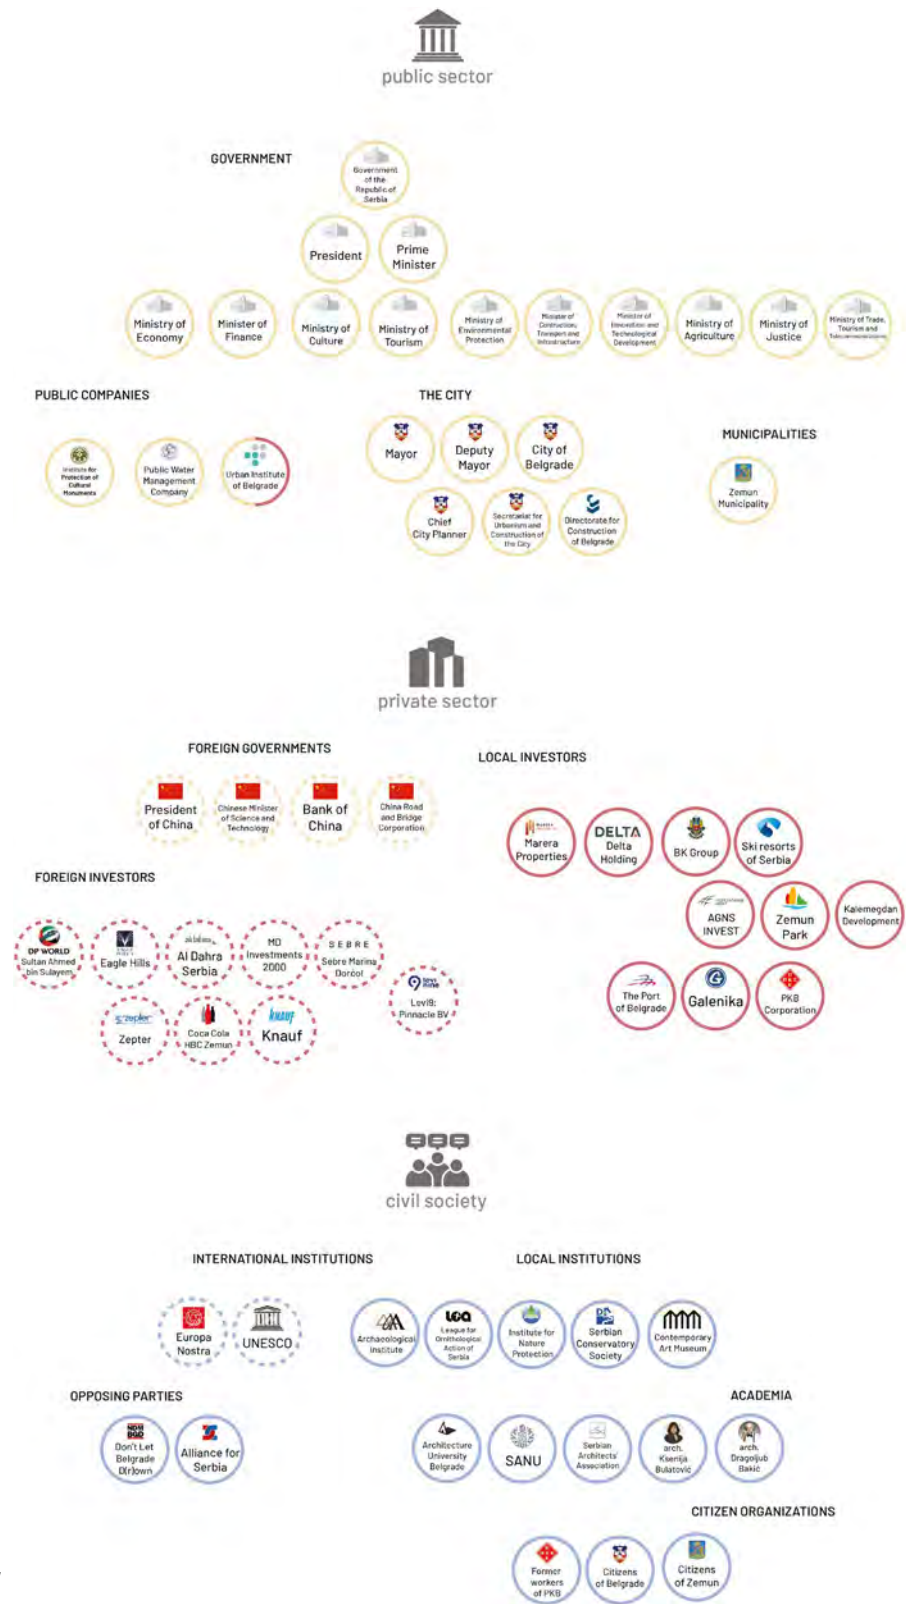 public sector
GOVERNMENT
Government
of the
Republic of
Serbia
President
Prime
Minister
Ministry of
Economy
Minister of
Finance
Ministry of
Culture
Ministry of
Tourism
Ministry of
Environmental
Protection
Minister of
Construction,
Transport and
Infrastructure
Minister of
Innovation and
Technological
Development
Ministry of
Agriculture
Ministry of
Justice
Ministry of Trade,
Tourism and
Telecommunications
PUBLIC COMPANIES
Institute for
Protection of
Cultural
Monuments
Public Water
Management
Company
Urban Institute
of Belgrade
THE CITY
Mayor
Deputy
Mayor
City of
Belgrade
Chief
City Planner
Secretariat for
Urbanism and
Construction of
the City
Directorate for
Construction
of Belgrade
MUNICIPALITIES
Zemun
Municipality
private sector
FOREIGN GOVERNMENTS
President
of China
Chinese Minister
of Science and
Technology
Bank of
China
China Road
and Bridge
Corporation
LOCAL INVESTORS
Marera
Properties
DELTA
Delta
Holding
BK Group
Ski resorts
of Serbia
AGNS
INVEST
Zemun
Park
Kalemegdan
Development
The Port
of Belgrade
Galenika
PKB
Corporation
FOREIGN INVESTORS
DP WORLD
Sultan Ahmed
bin Sulayem
Eagle Hills
Al Dahra
Serbia
MD
Investments
2000
SEBRE
Sebre Marina
Dorćol
Levi9:
Pinnacle BV
zepter
Zepter
Coca Cola
HBC Zemun
KNAUF
Knauf
civil society
INTERNATIONAL INSTITUTIONS
Europa
Nostra
UNESCO
LOCAL INSTITUTIONS
Archaeological
Institute
League for
Ornithological
Action of
Serbia
Institute for
Nature
Protection
Serbian
Conservatory
Society
Contemporary
Art Museum
OPPOSING PARTIES
NDM
BGD
Don't Let
Belgrade
D(r)own
Alliance for
Serbia
ACADEMIA
Architecture
University
Belgrade
SANU
Serbian
Architects'
Association
arch.
Ksenija
Bulatović
arch.
Dragoljub
Bakić
CITIZEN ORGANIZATIONS
Former
workers
of PKB
Citizens
of Belgrade
Citizens
of Zemun